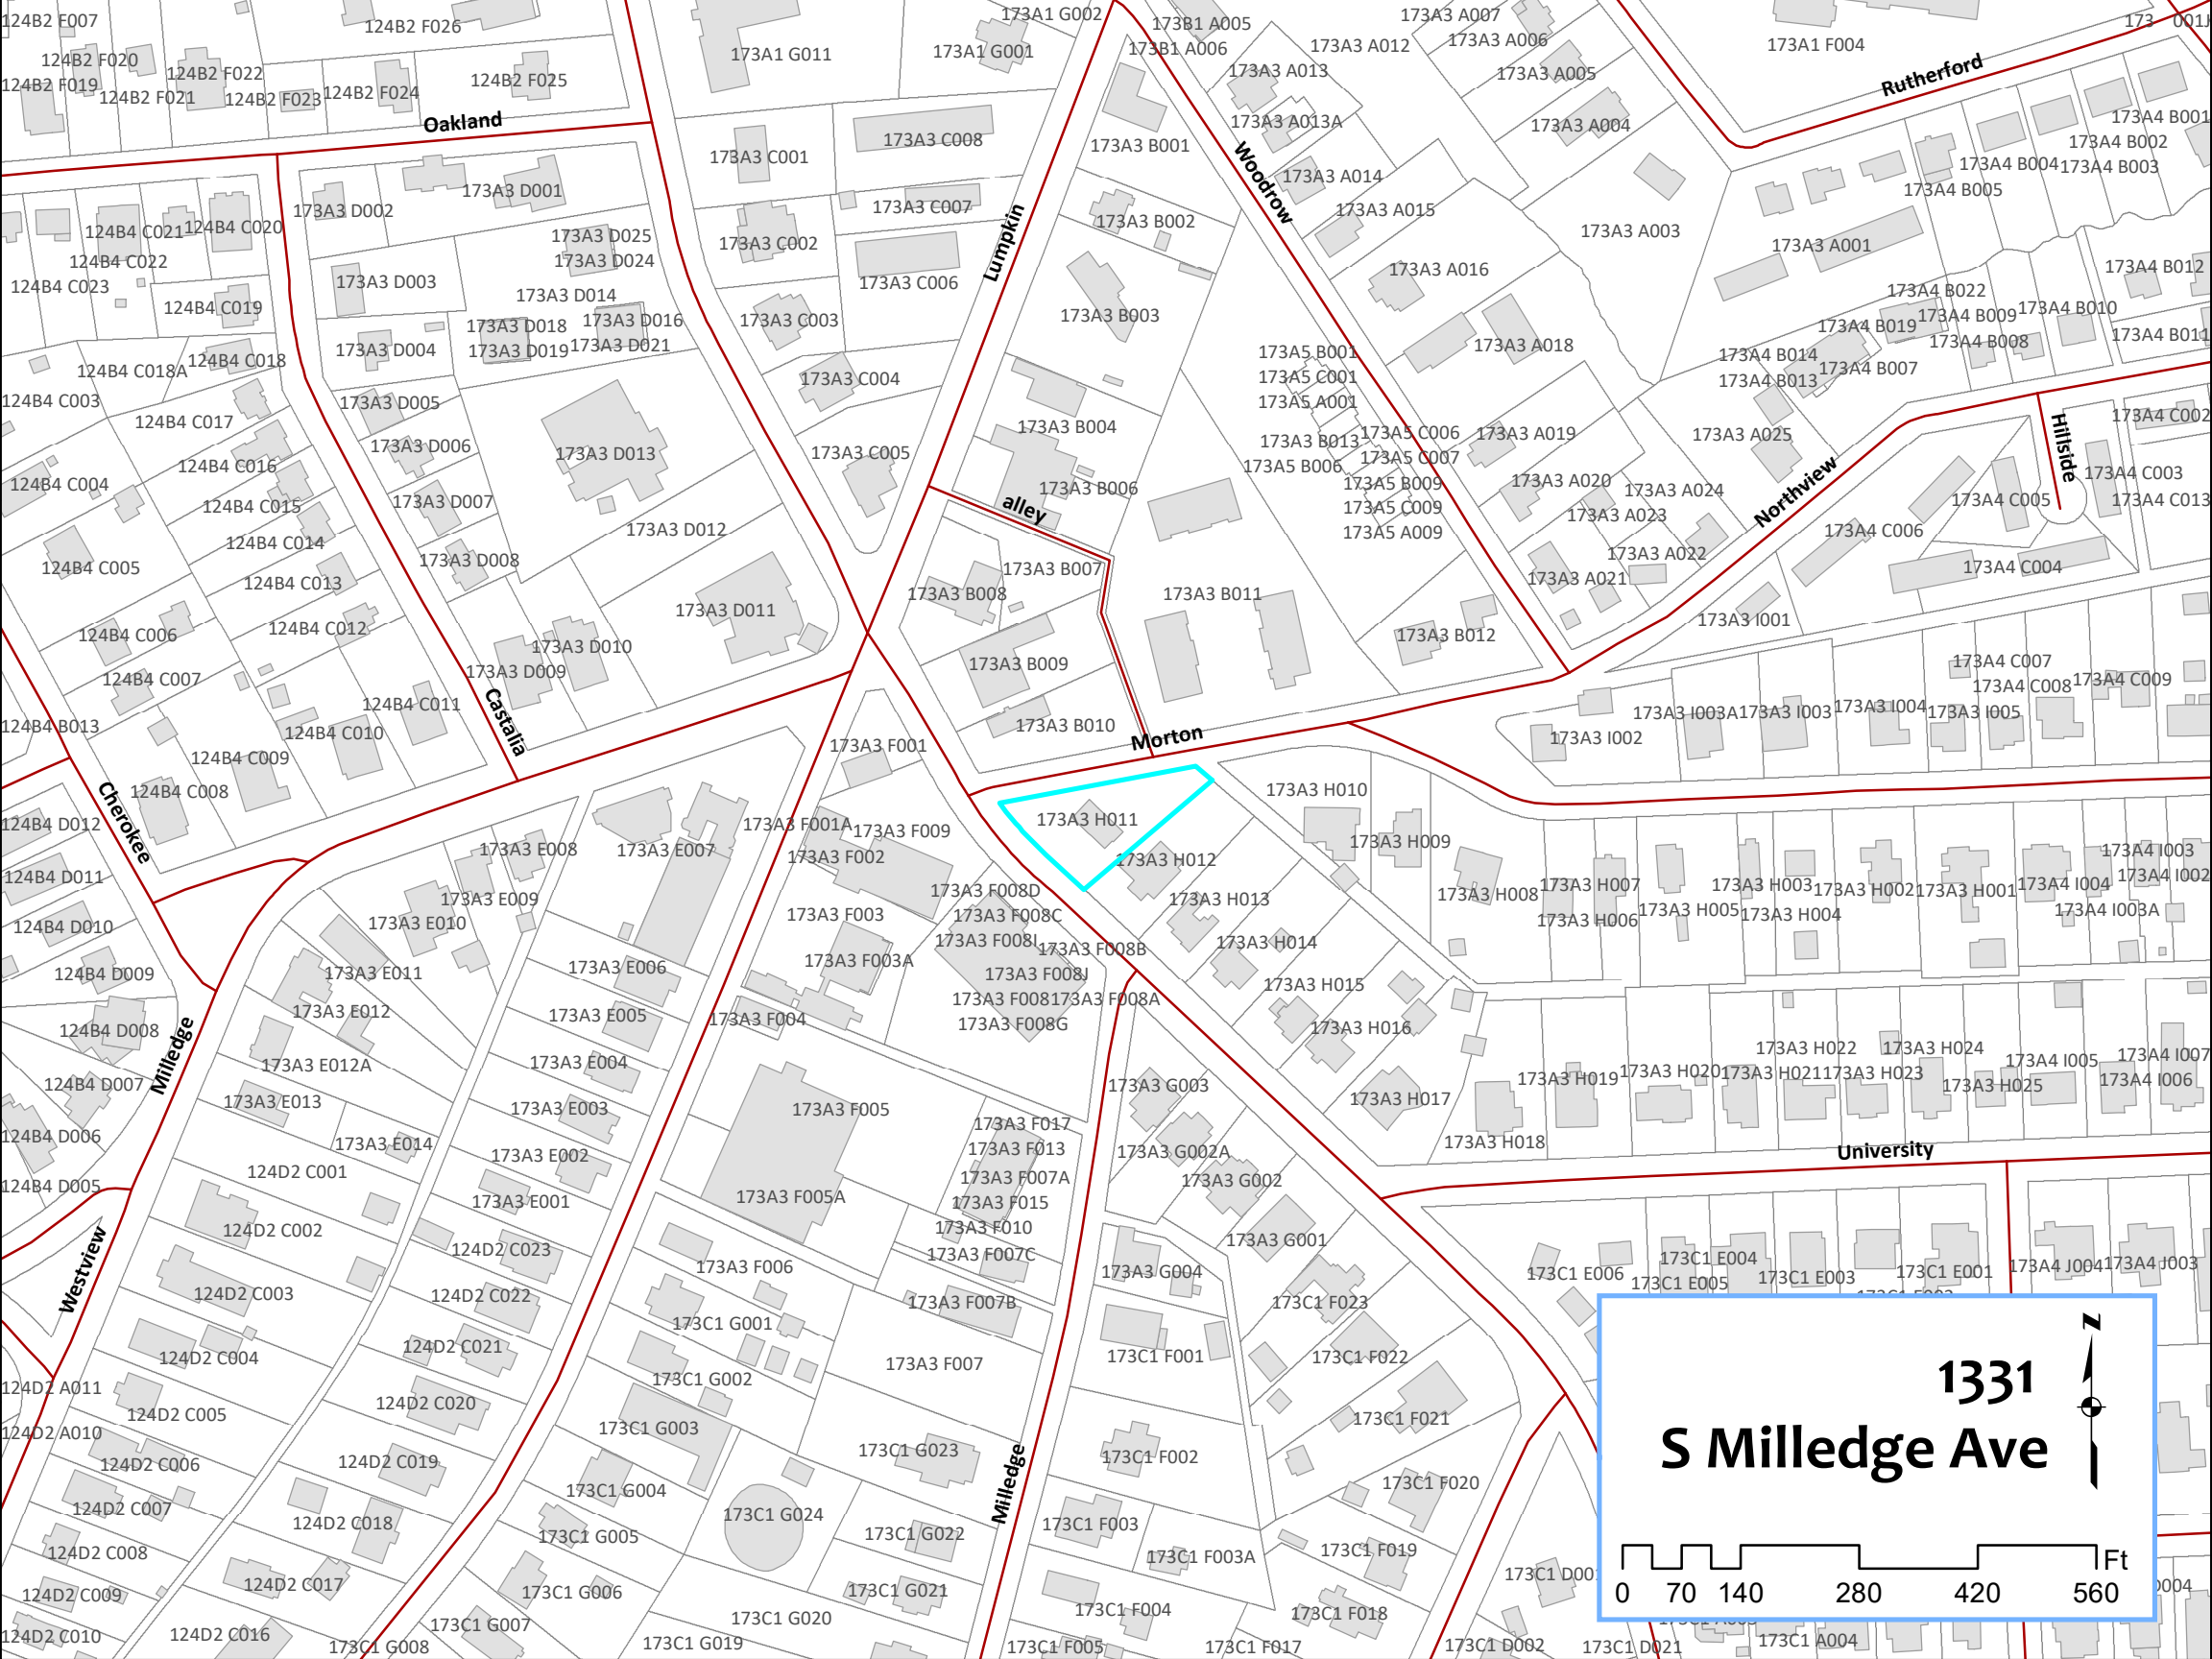 124B2 E007
124B2 F026
173A1 G002
173B1 A005
173A3 A007
173B1 A006
173A3 A012
173A3 A006
173A1 F004
124B2 F020
124B2 F022
124B2 F025
173A1 G011
173A1 G001
173A3 A013
173A3 A005
Rutherford
124B2 F019
124B2 F021
124B2 F023
124B2 F024
Oakland
173A3 A013A
173A3 A004
173A4 B001
173A4 B002
173A3 C001
173A3 C008
173A3 B001
Woodrow
173A4 B004
173A4 B003
173A3 D001
173A3 A014
173A4 B005
173A3 D002
173A3 C007
173A3 A015
124B4 C021
124B4 C020
173A3 D025
173A3 C002
Lumpkin
173A3 B002
173A3 A003
173A3 A001
124B4 C022
173A3 D024
124B4 C023
173A3 D003
173A3 C006
173A3 A016
173A4 B012
124B4 C019
173A3 D014
173A3 C003
173A3 B003
173A4 B022
173A3 D018
173A3 D016
173A4 B009
173A4 B010
173A3 D004
173A3 D019
173A3 D021
173A3 A018
173A4 B019
173A4 B008
173A4 B011
124B4 C018A
124B4 C018
173A3 C004
173A5 B001
173A4 B014
173A4 B007
173A5 C001
173A4 B013
124B4 C003
173A3 D005
173A5 A001
124B4 C017
173A3 B004
173A5 C006
173A3 A019
173A3 A025
Hillside
173A4 C002
173A3 D006
173A3 D013
173A3 C005
173A3 B013
173A5 C007
124B4 C016
173A5 B006
124B4 C004
173A3 B006
173A5 B009
173A3 A020
173A3 A024
Northview
173A4 C003
124B4 C015
173A3 D007
alley
173A5 C009
173A3 A023
173A4 C005
173A4 C013
124B4 C014
173A3 D012
173A5 A009
173A4 C006
124B4 C005
173A3 D008
173A3 B007
173A3 A022
124B4 C013
173A3 A021
173A4 C004
173A3 D011
173A3 B008
173A3 B011
173A3 I001
124B4 C006
124B4 C012
173A3 D010
173A3 B012
124B4 C007
173A3 D009
173A3 B009
173A4 C007
173A4 C009
124B4 C011
173A4 C008
124B4 B013
Castalia
124B4 C010
173A3 B010
Morton
173A3 I003A
173A3 I003
173A3 I004
173A3 I005
124B4 C009
173A3 F001
173A3 I002
Cherokee
124B4 C008
173A3 H010
124B4 D012
173A3 F001A
173A3 F009
173A3 H011
173A3 H009
173A3 E008
173A3 E007
173A3 F002
173A3 H012
173A4 I003
124B4 D011
173A3 E009
173A3 F008D
173A3 H013
173A3 H008
173A3 H007
173A3 H003
173A3 H002
173A3 H001
173A4 I004
173A4 I002
124B4 D010
173A3 E010
173A3 F003
173A3 F008C
173A3 H006
173A3 H005
173A3 H004
173A4 I003A
173A3 F008B
173A3 H014
124B4 D009
173A3 E011
173A3 E006
173A3 F003A
173A3 F008J
173A3 H015
173A3 E012
173A3 E005
173A3 F004
173A3 F008
173A3 F008A
124B4 D008
173A3 F008G
173A3 H016
Milledge
173A3 E012A
173A3 E004
173A3 H022
173A3 H024
124B4 D007
173A3 G003
173A3 H019
173A3 H020
173A3 H021
173A3 H023
173A3 H025
173A4 I005
173A4 I007
173A4 I006
173A3 E013
173A3 E003
173A3 F005
173A3 H017
124B4 D006
173A3 E014
173A3 F017
173A3 H018
173A3 E002
173A3 F013
173A3 G002A
University
124D2 C001
173A3 F007A
173A3 G002
124B4 D005
173A3 E001
173A3 F005A
173A3 F015
124D2 C002
173A3 F010
173A3 G001
124D2 C023
173A3 F007C
Westview
173A3 F006
173A3 G004
173C1 E006
173C1 E004
173C1 E005
173C1 E003
173C1 E001
173A4 J004
173A4 J003
124D2 C003
124D2 C022
173A3 F007B
173C1 F023
173C1 G001
124D2 C004
124D2 C021
173A3 F007
173C1 F001
173C1 F022
124D2 A011
173C1 G002
124D2 C005
124D2 C020
173C1 F021
124D2 A010
173C1 G003
173C1 G023
173C1 F002
124D2 C006
124D2 C019
173C1 F020
124D2 C007
173C1 G004
Milledge
124D2 C018
173C1 G024
173C1 G022
173C1 F003
124D2 C008
173C1 G005
173C1 F003A
173C1 F019
124D2 C009
124D2 C017
173C1 G006
173C1 G021
173C1 F004
173C1 F018
124D2 C010
124D2 C016
173C1 G008
173C1 G007
173C1 G019
173C1 G020
173C1 F005
173C1 F017
173C1 D002
173C1 D021
173C1 A004
1331
S Milledge Ave
N
Ft
0 70 140 280 420 560